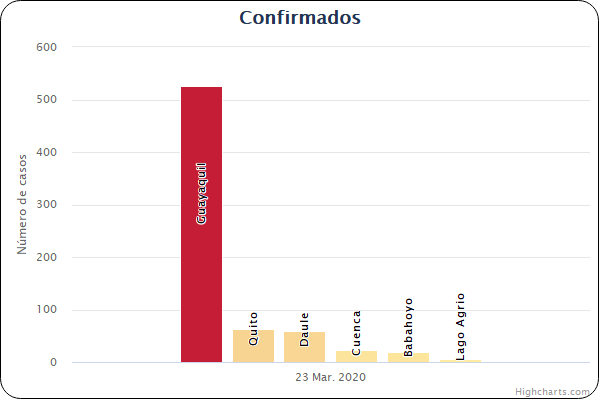 Confirmados
600
500
400
300
200
100
0
Número de casos
Guayaquil
Quito
Daule
Cuenca
Babahoyo
Lago Agrio
23 Mar. 2020
Highcharts.com